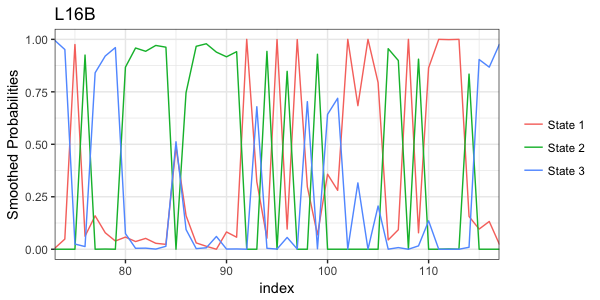 L16B
Smoothed Probabilities
1.00
0.75
0.50
0.25
0.00
80 90 100 110
index
State 1
State 2
State 3